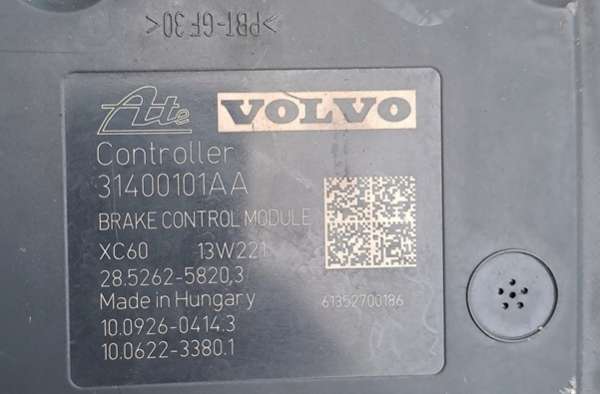 >PBT-GF30<
Ate VOLVO
Controller
31400101AA
BRAKE CONTROL MODULE
XC60 13W221
28.5262-5820,3
Made in Hungary 61352700186
10.0926-0414.3
10.0622-3380.1